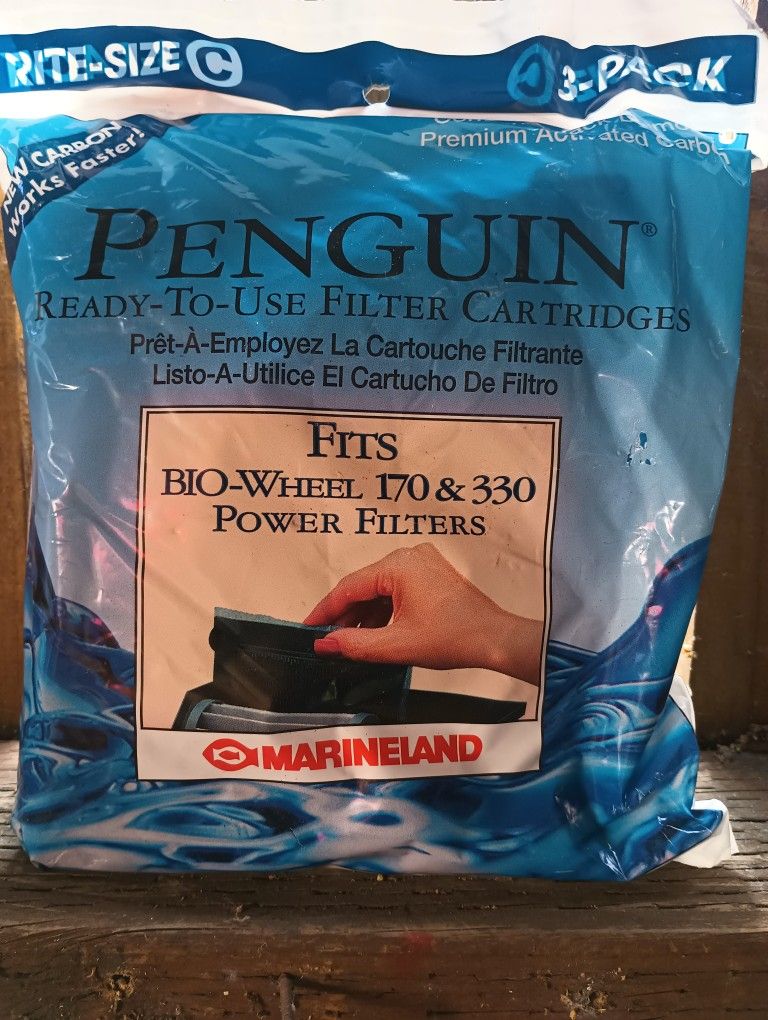 RITE-SIZE C
3-PACK
Premium Activated Carbon
NEW CARBON
Works Faster!
PENGUIN®
READY-TO-USE FILTER CARTRIDGES
Prêt-À-Employez La Cartouche Filtrante
Listo-A-Utilice El Cartucho De Filtro
FITS
BIO-WHEEL 170 & 330
POWER FILTERS
MARINELAND